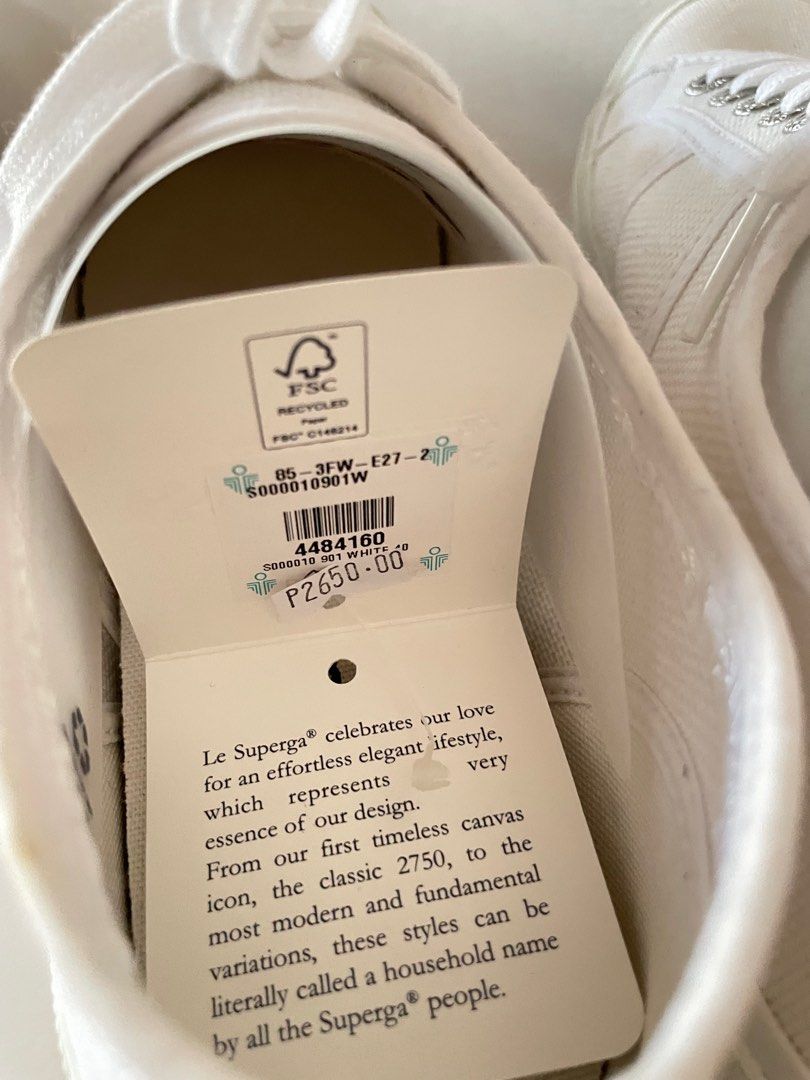 FSC
RECYCLED
Paper
FSC® C148214
85-3FW-E27-2
S000010901W
4484160
S000010 901 WHITE 40
P2650.00
Le Superga® celebrates our love
for an effortless elegant ifestyle,
which represents very
essence of our design.
From our first timeless canvas
icon, the classic 2750, to the
most modern and fundamental
variations, these styles can be
literally called a household name
by all the Superga® people.